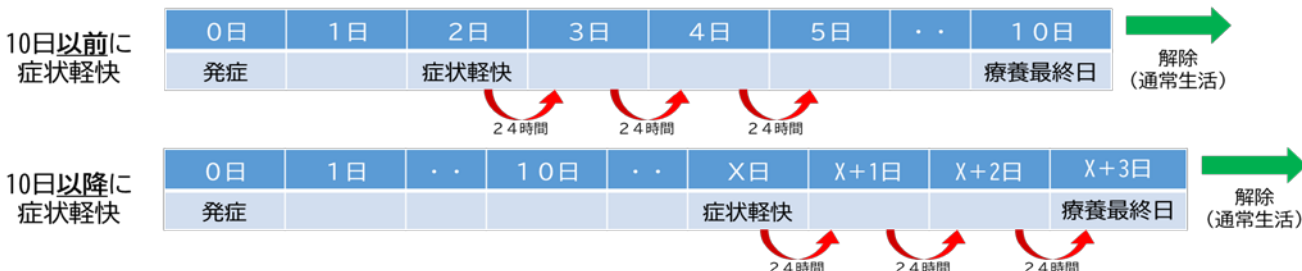 10日以前に
症状軽快
0日 1日 2日 3日 4日 5日 ・・ 10日
発症 症状軽快 療養最終日
24時間 24時間 24時間
解除
(通常生活)
10日以降に
症状軽快
0日 1日 ・・ 10日 ・・ X日 X+1日 X+2日 X+3日
発症 症状軽快 療養最終日
24時間 24時間 24時間
解除
(通常生活)